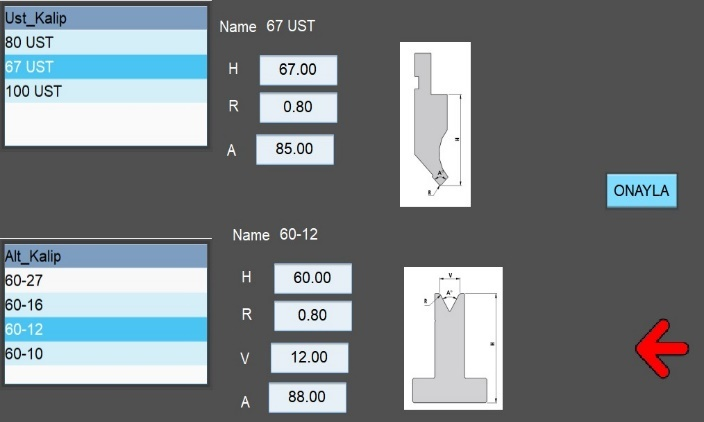 Ust_Kalip
80 UST
67 UST
100 UST
Name 67 UST
H 67.00
R 0.80
A 85.00
H
A°
R
ONAYLA
Alt_Kalip
60-27
60-16
60-12
60-10
Name 60-12
H 60.00
R 0.80
V 12.00
A 88.00
V
R
A°
H